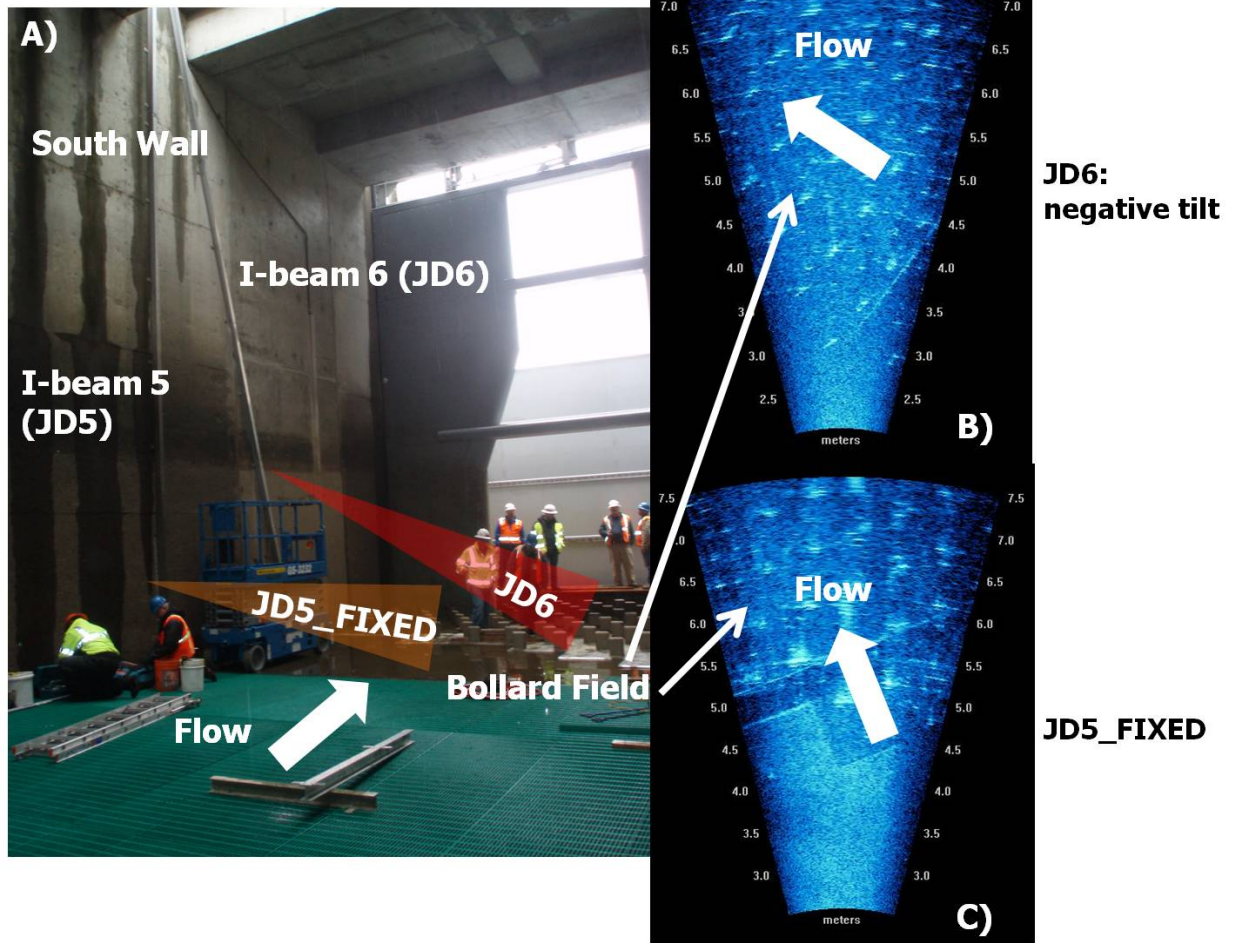 A)
South Wall
I-beam 6 (JD6)
I-beam 5
(JD5)
GS-3232
JD6
JD5_FIXED
Bollard Field
Flow
7.0 7.0
Flow
6.5 6.5
6.0 6.0
5.5 5.5
5.0 5.0
4.5 4.5
4.0 4.0
3.5 3.5
3.0 3.0
2.5 2.5
meters
B)
JD6:
negative tilt
7.5 7.5
7.0 7.0
6.5 6.5
Flow
6.0 6.0
5.5 5.5
5.0 5.0
4.5 4.5
4.0 4.0
3.5 3.5
3.0 3.0
meters
C)
JD5_FIXED